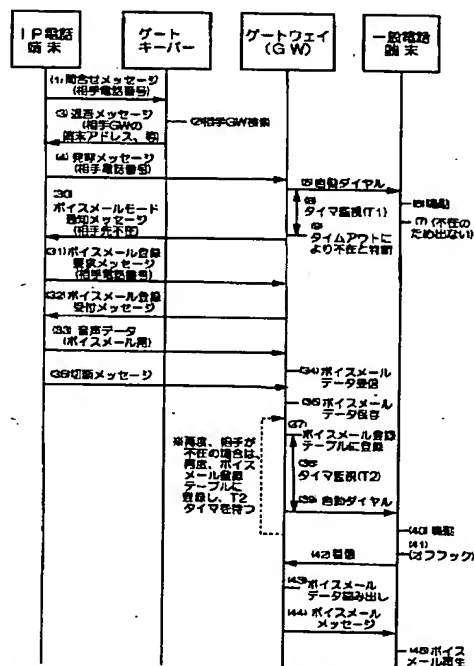 IP電話
端末
ゲート
キーパー
ゲートウェイ
(GW)
一般電話
端末
(1) 問合せメッセージ
(相手電話番号)
(3) 返答メッセージ
(相手GWの
端末アドレス、等)
(2)相手GW検索
(4) 発呼メッセージ
(相手電話番号)
(5) 自動ダイヤル
(6) 鳴動
(8)
タイマ監視(T1)
(7) (不在の
ため出ない)
(30)
ボイスメールモード
通知メッセージ
(相手先不在)
(9)
タイムアウトに
より不在と判断
(31)ボイスメール登録
要求メッセージ
(相手電話番号)
(32)ボイスメール登録
受付メッセージ
(33) 音声データ
(ボイスメール用)
(34)ボイスメール
データ受信
(35)切断メッセージ
(36)ボイスメール
データ保存
(37)
ボイスメール登録
テーブルに登録
※再度、相手が
不在の場合は、
再度、ボイス
メール登録
テーブルに
登録し、T2
タイマを待つ
(38)
タイマ監視(T2)
(39) 自動ダイヤル
(40) 鳴動
(41)
(オフフック)
(42) 着信
(43)
ボイスメール
データ組み出し
(44) ボイスメール
メッセージ
(45) ボイス
メール再生